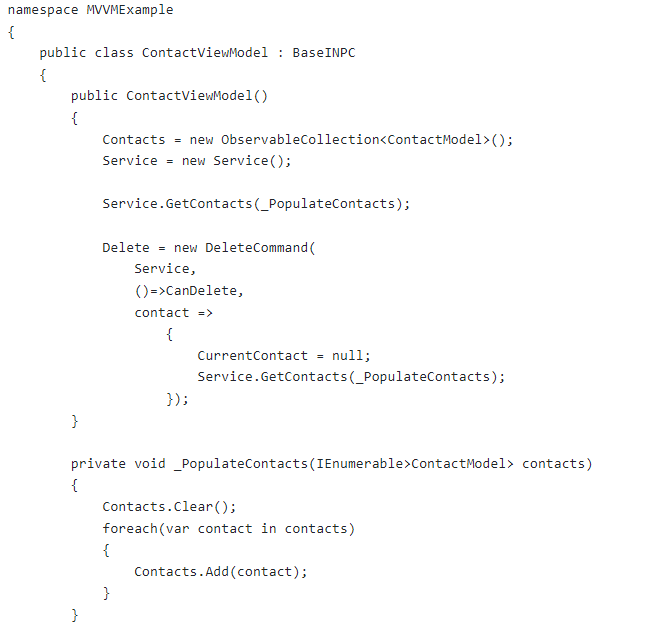 namespace MVVMExample
{
    public class ContactViewModel : BaseINPC
    {
        public ContactViewModel()
        {
            Contacts = new ObservableCollection<ContactModel>();
            Service = new Service();

            Service.GetContacts(_PopulateContacts);

            Delete = new DeleteCommand(
                Service,
                ()=>CanDelete,
                contact =>
                    {
                        CurrentContact = null;
                        Service.GetContacts(_PopulateContacts);
                    });
        }

        private void _PopulateContacts(IEnumerable>ContactModel> contacts)
        {
            Contacts.Clear();
            foreach(var contact in contacts)
            {
                Contacts.Add(contact);
            }
        }